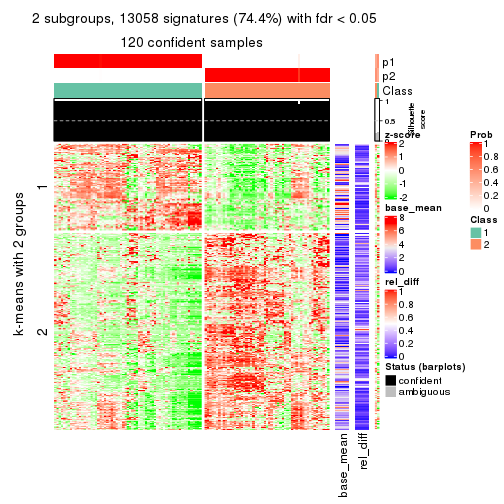 2 subgroups, 13058 signatures (74.4%) with fdr < 0.05
120 confident samples
p1
p2
Class
1
0.5
0
Silhouette
score
k-means with 2 groups
1
2
z-score
2
1
0
-1
-2
base_mean
8
6
4
2
0
rel_diff
1
0.8
0.6
0.4
0.2
0
Status (barplots)
confident
ambiguous
Prob
1
0.8
0.6
0.4
0.2
0
Class
1
2
base_mean
rel_diff